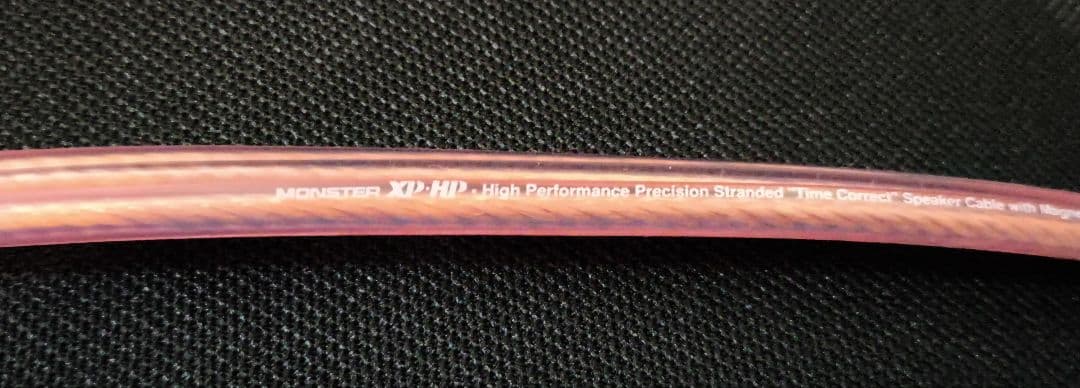 MONSTER XP·HP · High Performance Precision Stranded "Time Correct" Speaker Cable with